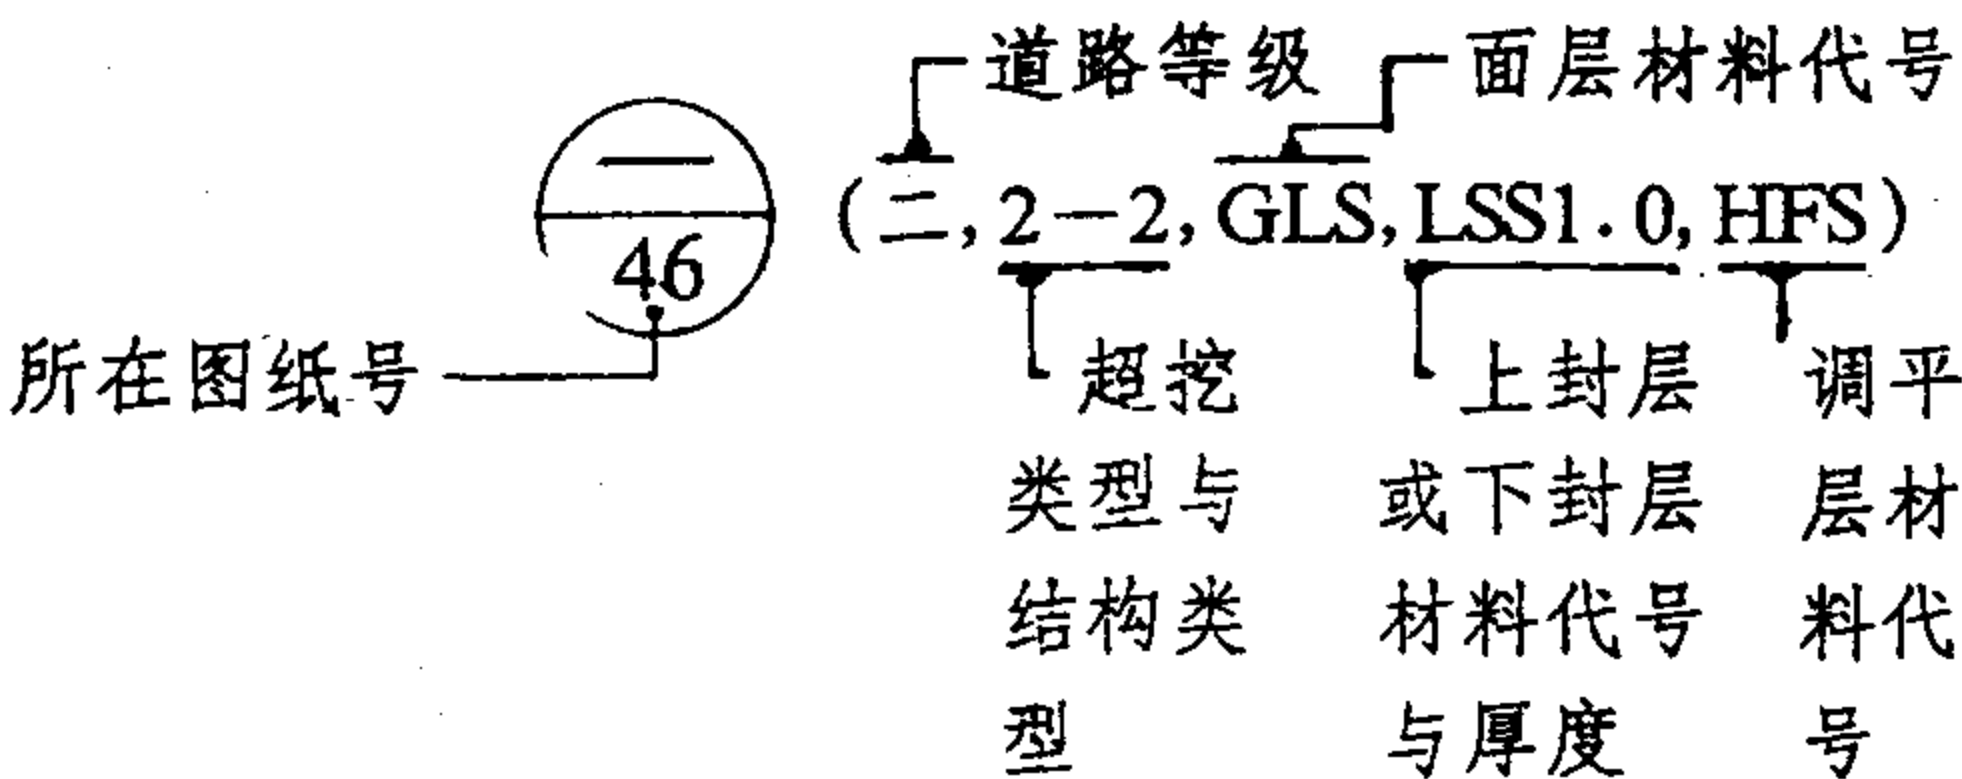 道路等级 面层材料代号
—
46
(二, 2-2, GLS, LSS1.0, HFS)
所在图纸号
超挖类型与结构类型
上封层或下封层材料代号与厚度
调平层材料代号